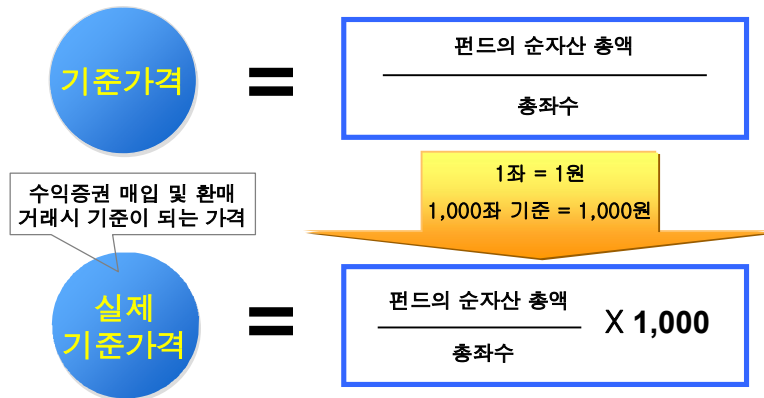 기준가격
=
펀드의 순자산 총액
총좌수
1좌 = 1원
1,000좌 기준 = 1,000원
수익증권 매입 및 환매
거래시 기준이 되는 가격
실제
기준가격
=
펀드의 순자산 총액
총좌수
X 1,000